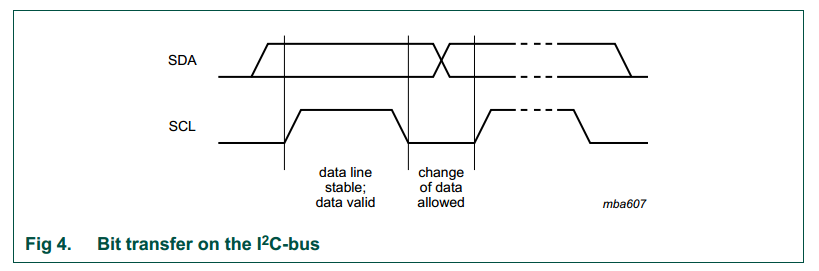 SDA
SCL
data line
stable;
data valid
change
of data
allowed
mba607
Fig 4. Bit transfer on the I²C-bus